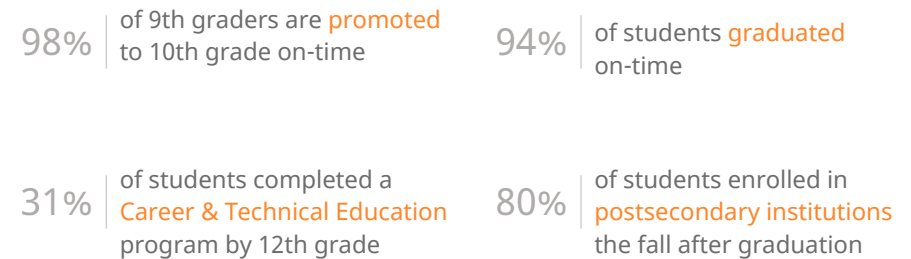 98%
of 9th graders are promoted
to 10th grade on-time
94%
of students graduated
on-time
31%
of students completed a
Career & Technical Education
program by 12th grade
80%
of students enrolled in
postsecondary institutions
the fall after graduation